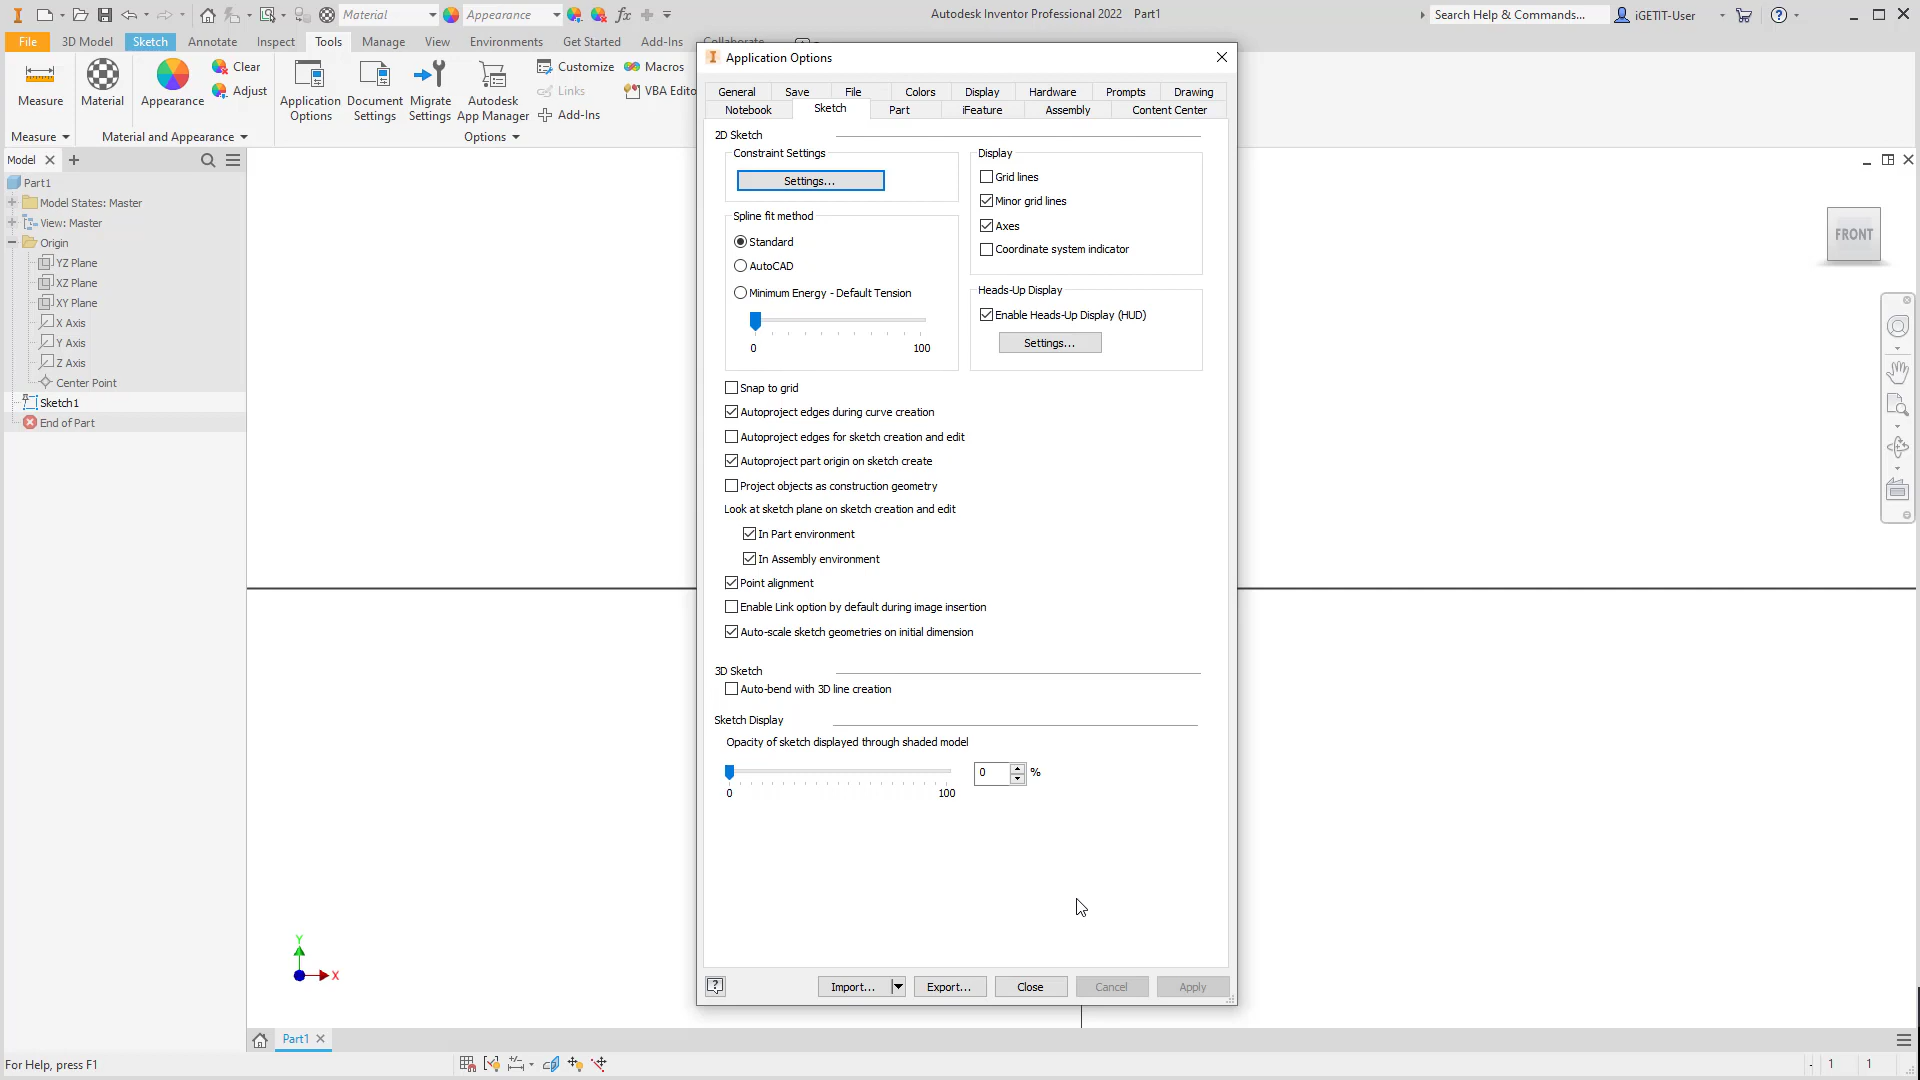 Material
Appearance
Autodesk Inventor Professional 2022 Part1
Search Help & Commands...
iGETIT-User
File
3D Model
Sketch
Annotate
Inspect
Tools
Manage
View
Environments
Get Started
Add-Ins
Collaborate
Measure
Material
Appearance
Clear
Adjust
Application Options
Document Settings
Migrate Settings
Autodesk App Manager
Customize
Links
Add-Ins
Macros
VBA Edito
Measure
Material and Appearance
Options
Model
Part1
Model States: Master
View: Master
Origin
YZ Plane
XZ Plane
XY Plane
X Axis
Y Axis
Z Axis
Center Point
Sketch1
End of Part
Application Options
General
Save
File
Colors
Display
Hardware
Prompts
Drawing
Notebook
Sketch
Part
iFeature
Assembly
Content Center
2D Sketch
Constraint Settings
Settings...
Spline fit method
Standard
AutoCAD
Minimum Energy - Default Tension
0
100
Display
Grid lines
Minor grid lines
Axes
Coordinate system indicator
Heads-Up Display
Enable Heads-Up Display (HUD)
Settings...
Snap to grid
Autoproject edges during curve creation
Autoproject edges for sketch creation and edit
Autoproject part origin on sketch create
Project objects as construction geometry
Look at sketch plane on sketch creation and edit
In Part environment
In Assembly environment
Point alignment
Enable Link option by default during image insertion
Auto-scale sketch geometries on initial dimension
3D Sketch
Auto-bend with 3D line creation
Sketch Display
Opacity of sketch displayed through shaded model
0 %
0
100
Import...
Export...
Close
Cancel
Apply
FRONT
Y
X
Part1
For Help, press F1
1
1